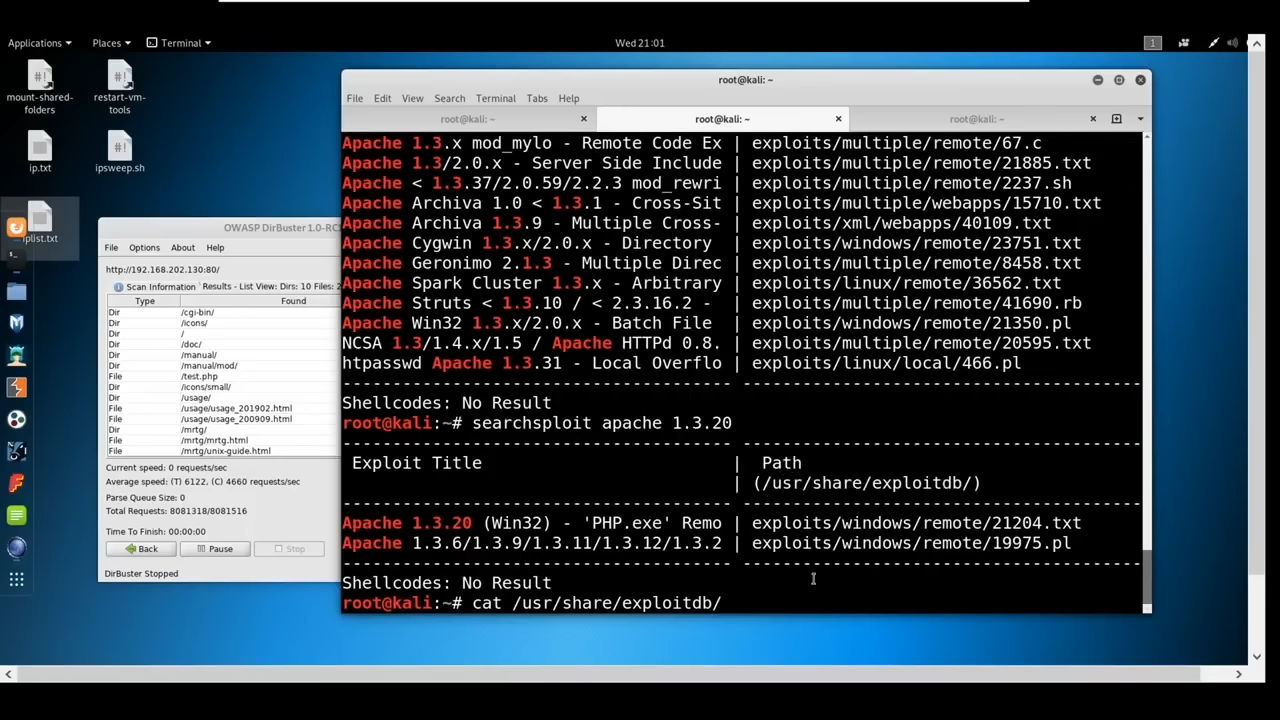 Applications
Places
Terminal
Wed 21:01
1
mount-shared-
folders
restart-vm-
tools
ip.txt
ipsweep.sh
iplist.txt
OWASP DirBuster 1.0-RC
File Options About Help
http://192.168.202.130:80/
Scan Information Results - List View: Dirs: 10 Files:
Type Found
Dir /cgi-bin/
Dir /icons/
Dir /
Dir /doc/
Dir /manual/
Dir /manual/mod/
File /test.php
Dir /icons/small/
Dir /usage/
File /usage/usage_201902.html
File /usage/usage_200909.html
Dir /mrtg/
File /mrtg/mrtg.html
File /mrtg/unix-guide.html
Current speed: 0 requests/sec
Average speed: (T) 6122, (C) 4660 requests/sec
Parse Queue Size: 0
Total Requests: 8081318/8081516
Time To Finish: 00:00:00
Back Pause Stop
DirBuster Stopped
root@kali: ~
File Edit View Search Terminal Tabs Help
root@kali: ~ root@kali: ~ root@kali: ~
Apache 1.3.x mod_mylo - Remote Code Ex | exploits/multiple/remote/67.c
Apache 1.3/2.0.x - Server Side Include | exploits/multiple/remote/21885.txt
Apache < 1.3.37/2.0.59/2.2.3 mod_rewri | exploits/multiple/remote/2237.sh
Apache Archiva 1.0 < 1.3.1 - Cross-Sit | exploits/multiple/webapps/15710.txt
Apache Archiva 1.3.9 - Multiple Cross- | exploits/xml/webapps/40109.txt
Apache Cygwin 1.3.x/2.0.x - Directory | exploits/windows/remote/23751.txt
Apache Geronimo 2.1.3 - Multiple Direc | exploits/multiple/remote/8458.txt
Apache Spark Cluster 1.3.x - Arbitrary | exploits/linux/remote/36562.txt
Apache Struts < 1.3.10 / < 2.3.16.2 - | exploits/multiple/remote/41690.rb
Apache Win32 1.3.x/2.0.x - Batch File | exploits/windows/remote/21350.pl
NCSA 1.3/1.4.x/1.5 / Apache HTTPd 0.8. | exploits/multiple/remote/20595.txt
htpasswd Apache 1.3.31 - Local Overflo | exploits/linux/local/466.pl
--------------------------------------- ----------------------------------------
Shellcodes: No Result
root@kali:~# searchsploit apache 1.3.20
--------------------------------------- ----------------------------------------
Exploit Title | Path
| (/usr/share/exploitdb/)
--------------------------------------- ----------------------------------------
Apache 1.3.20 (Win32) - 'PHP.exe' Remo | exploits/windows/remote/21204.txt
Apache 1.3.6/1.3.9/1.3.11/1.3.12/1.3.2 | exploits/windows/remote/19975.pl
--------------------------------------- ----------------------------------------
Shellcodes: No Result
root@kali:~# cat /usr/share/exploitdb/